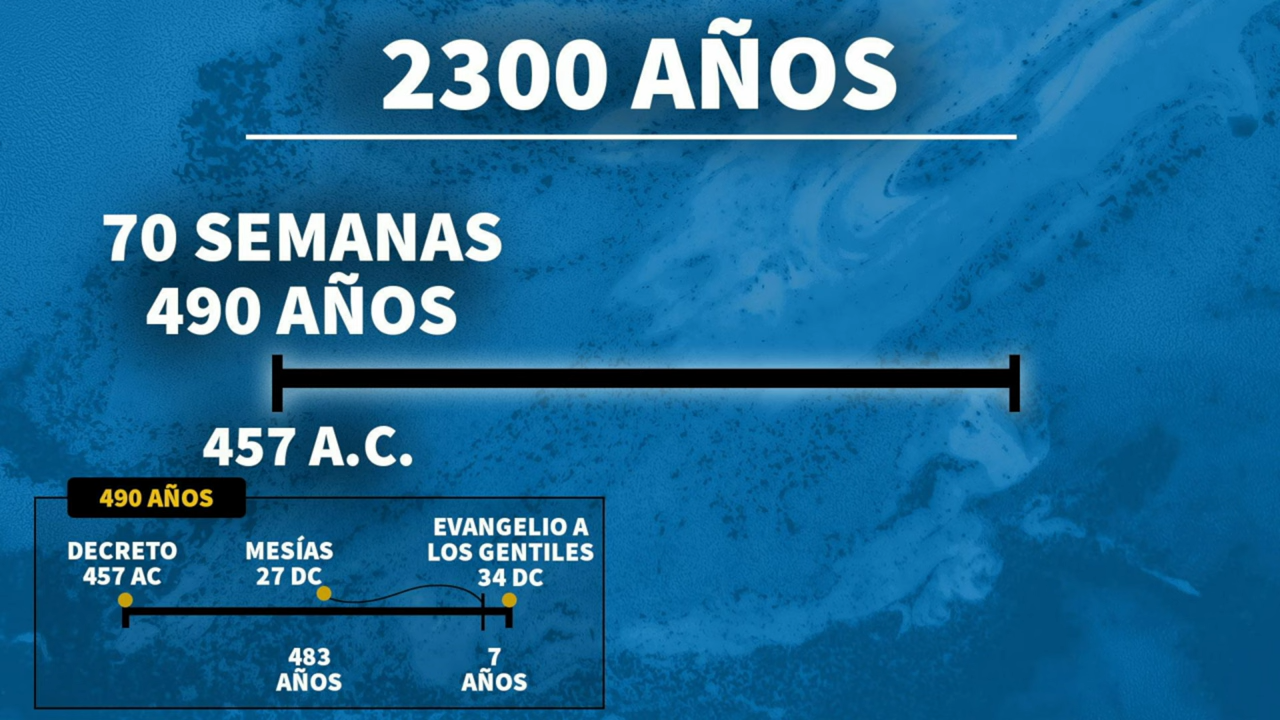 2300 AÑOS
70 SEMANAS
490 AÑOS
457 A.C.
490 AÑOS
DECRETO
457 AC
MESÍAS
27 DC
EVANGELIO A
LOS GENTILES
34 DC
483
AÑOS
7
AÑOS